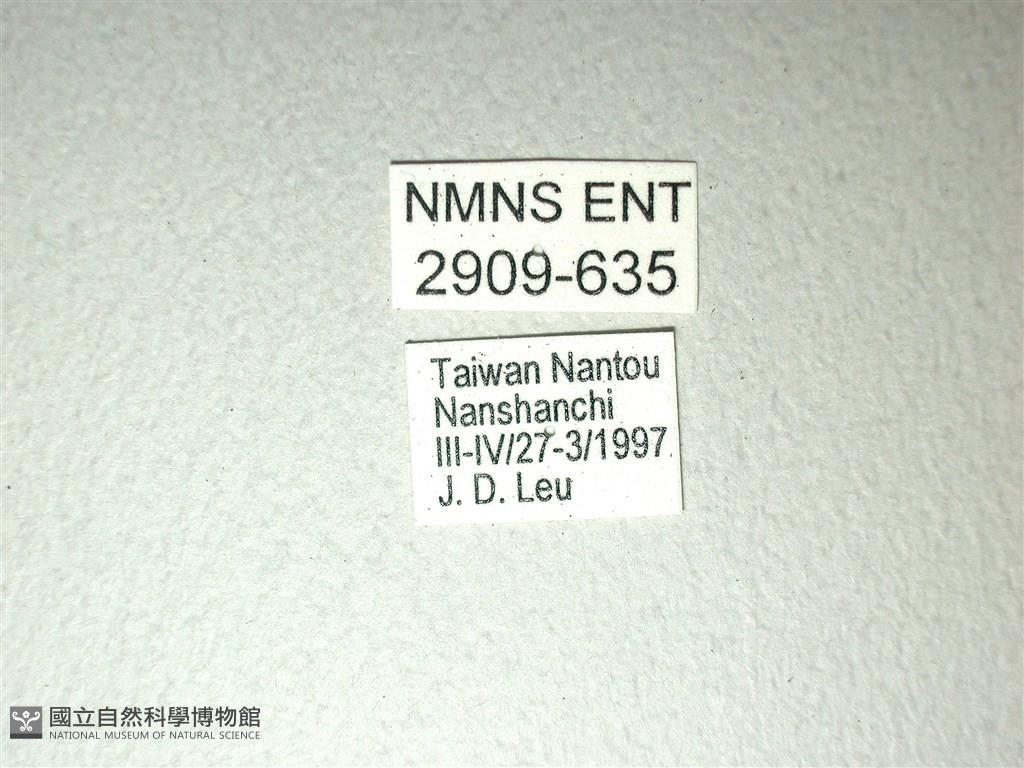 NMNS ENT
2909-635
Taiwan Nantou
Nanshanchi
III-IV/27-3/1997
J. D. Leu
國立自然科學博物館
NATIONAL MUSEUM OF NATURAL SCIENCE